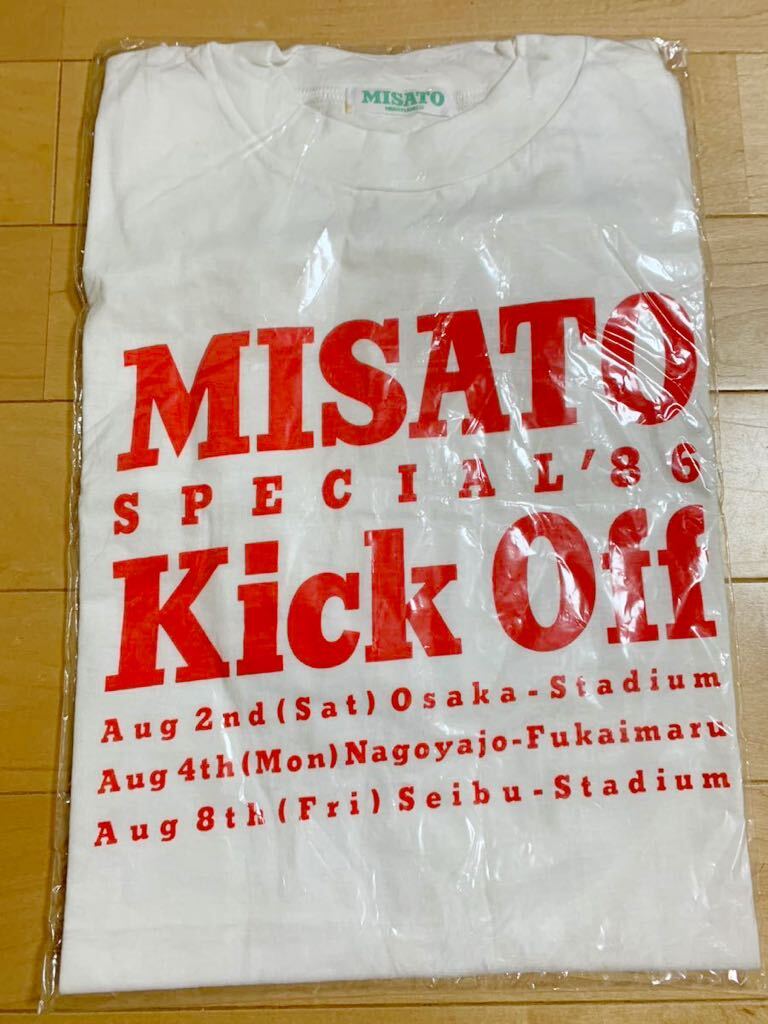 MISATO
MISATO
SPECIAL'86
Kick Off
Aug 2nd(Sat) Osaka-Stadium
Aug 4th(Mon) Nagoyajo-Fukaimaru
Aug 8th(Fri) Seibu-Stadium